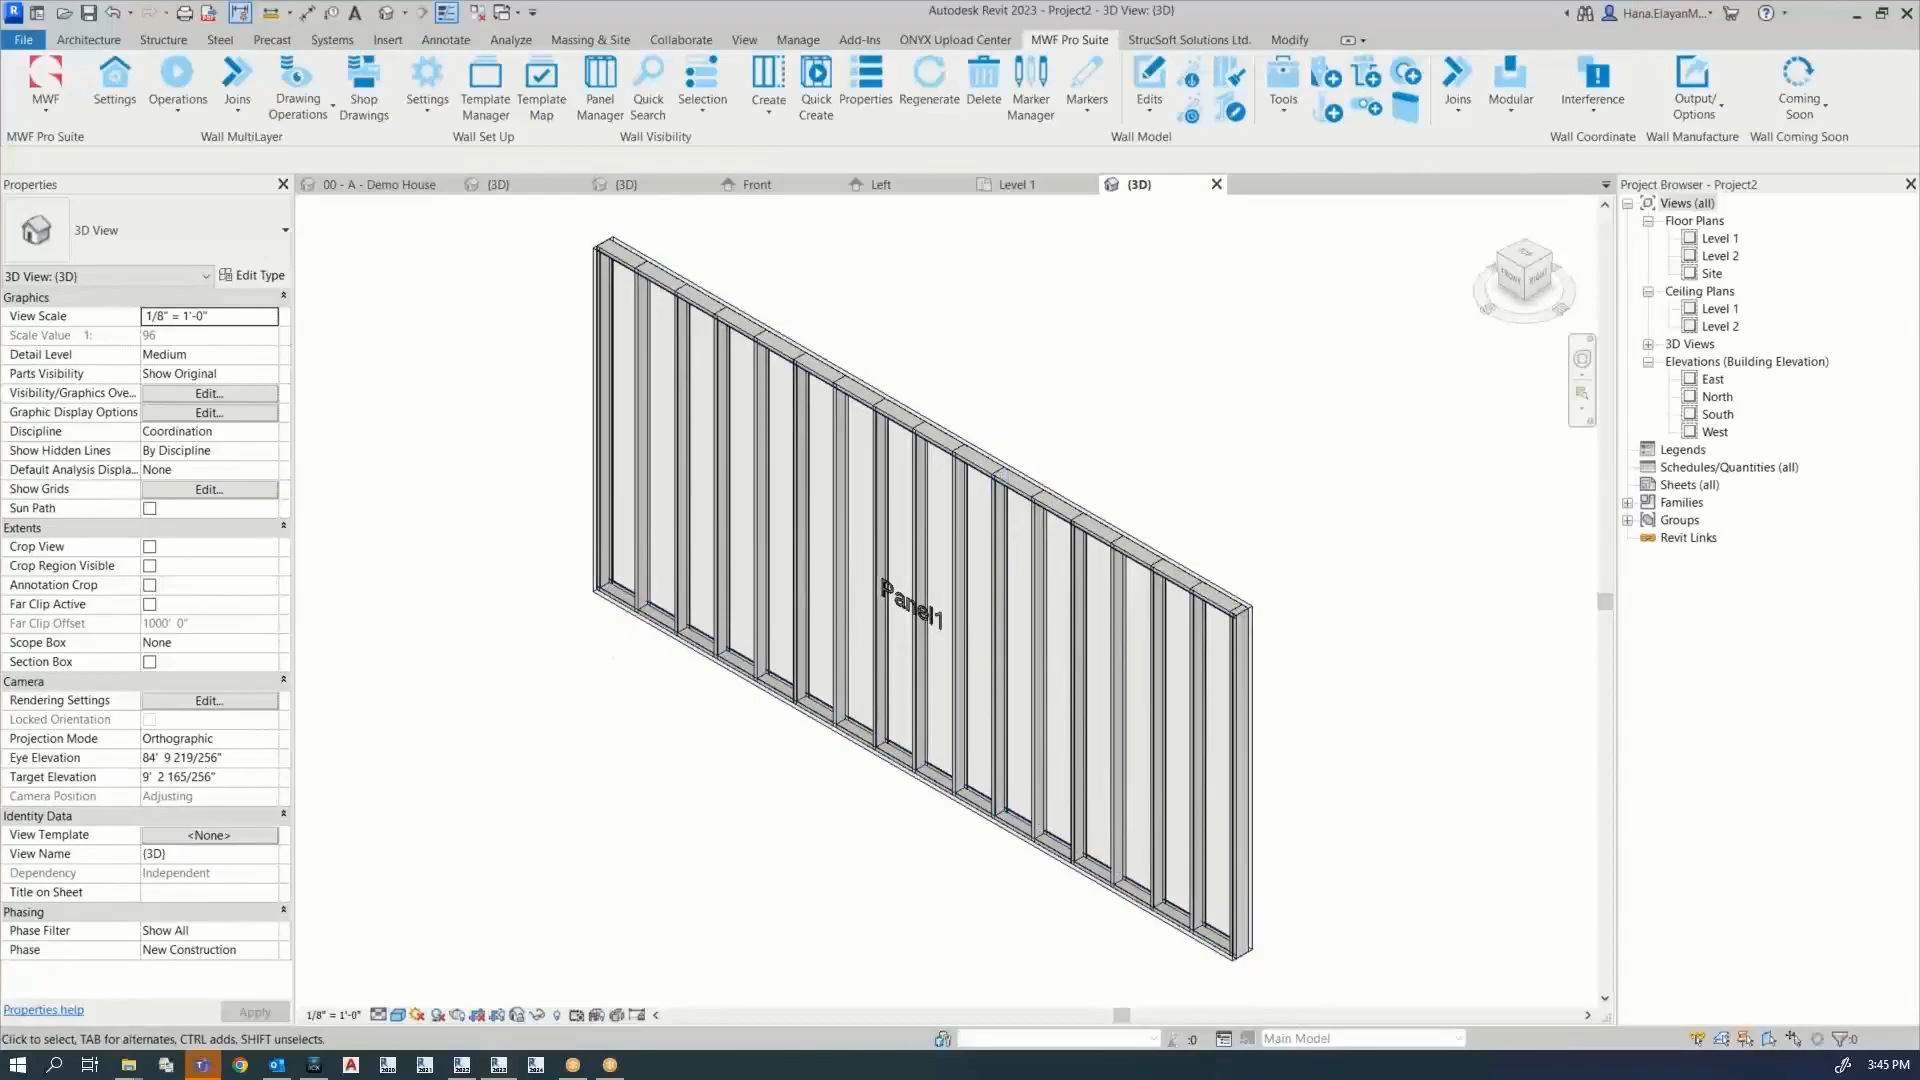 Autodesk Revit 2023 - Project2 - 3D View: {3D}
Hana.ElayanM...
File Architecture Structure Steel Precast Systems Insert Annotate Analyze Massing & Site Collaborate View Manage Add-Ins ONYX Upload Center MWF Pro Suite StrucSoft Solutions Ltd. Modify
MWF Settings Operations Joins Drawing Operations Shop Drawings Settings Template Manager Template Map Panel Manager Quick Search Selection Create Quick Create Properties Regenerate Delete Marker Manager Markers Edits Tools Joins Modular Interference Output/ Options Coming Soon
MWF Pro Suite Wall MultiLayer Wall Set Up Wall Visibility Wall Model Wall Coordinate Wall Manufacture Wall Coming Soon
Properties
00 - A - Demo House {3D} {3D} Front Left Level 1 {3D}
Project Browser - Project2
3D View
3D View: {3D} Edit Type
Graphics
View Scale 1/8" = 1'-0"
Scale Value 1: 96
Detail Level Medium
Parts Visibility Show Original
Visibility/Graphics Ove... Edit...
Graphic Display Options Edit...
Discipline Coordination
Show Hidden Lines By Discipline
Default Analysis Displa... None
Show Grids Edit...
Sun Path
Extents
Crop View
Crop Region Visible
Annotation Crop
Far Clip Active
Far Clip Offset 1000' 0"
Scope Box None
Section Box
Camera
Rendering Settings Edit...
Locked Orientation
Projection Mode Orthographic
Eye Elevation 84' 9 219/256"
Target Elevation 9' 2 165/256"
Camera Position Adjusting
Identity Data
View Template <None>
View Name {3D}
Dependency Independent
Title on Sheet
Phasing
Phase Filter Show All
Phase New Construction
Properties help Apply
Panel1
FRONT RIGHT
Views (all)
Floor Plans
Level 1
Level 2
Site
Ceiling Plans
Level 1
Level 2
3D Views
Elevations (Building Elevation)
East
North
South
West
Legends
Schedules/Quantities (all)
Sheets (all)
Families
Groups
Revit Links
1/8" = 1'-0"
Click to select, TAB for alternates, CTRL adds, SHIFT unselects.
:0
Main Model
:0
3:45 PM